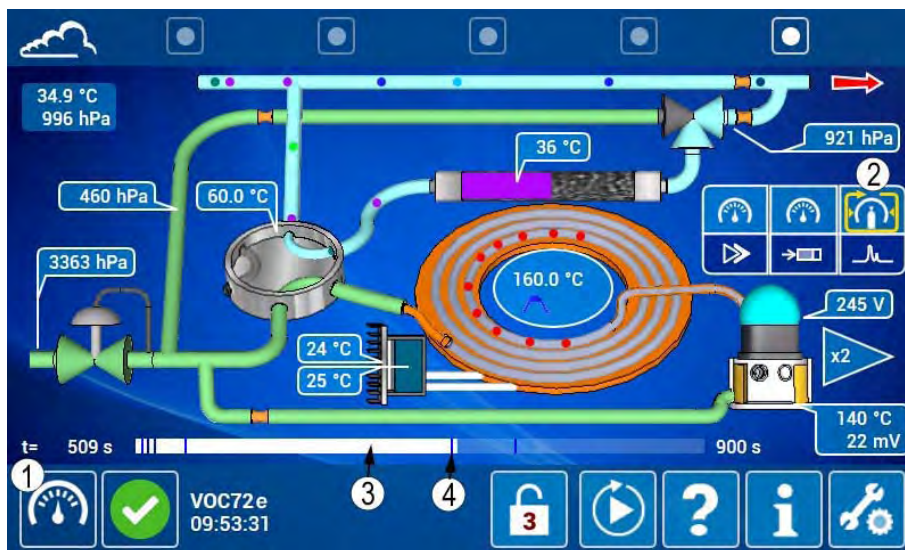 34.9 °C
996 hPa
921 hPa
36 °C
2
460 hPa
60.0 °C
3363 hPa
160.0 °C
245 V
24 °C
25 °C
x2
140 °C
22 mV
t= 509 s
900 s
1
3
4
VOC72e
09:53:31
3
?
i